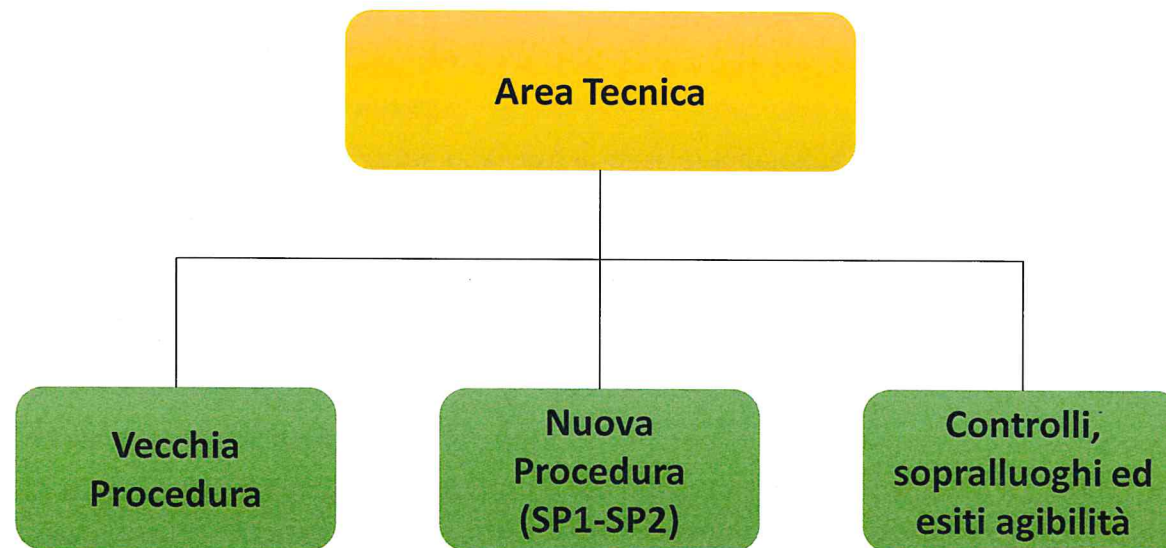 Area Tecnica
Vecchia
Procedura
Nuova
Procedura
(SP1-SP2)
Controlli,
sopralluoghi ed
esiti agibilità